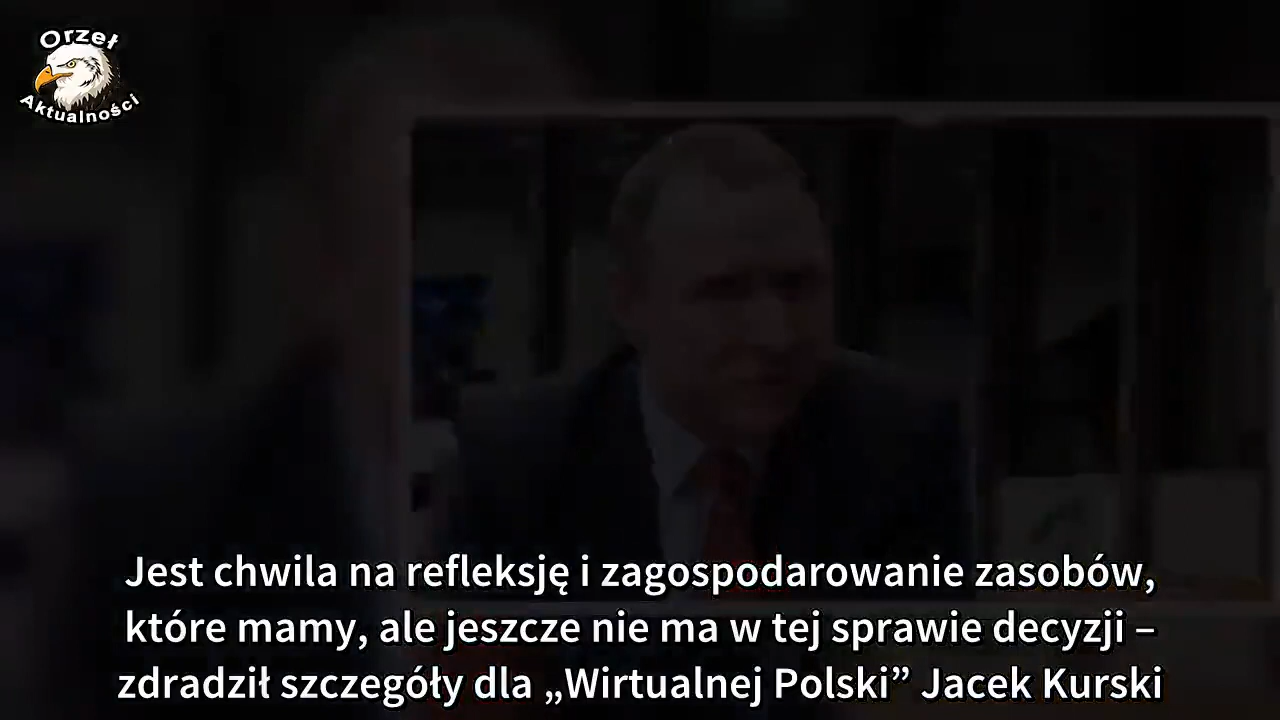 Orzeł
Aktualności
Jest chwila na refleksję i zagospodarowanie zasobów,
które mamy, ale jeszcze nie ma w tej sprawie decyzji –
zdradził szczegóły dla „Wirtualnej Polski” Jacek Kurski